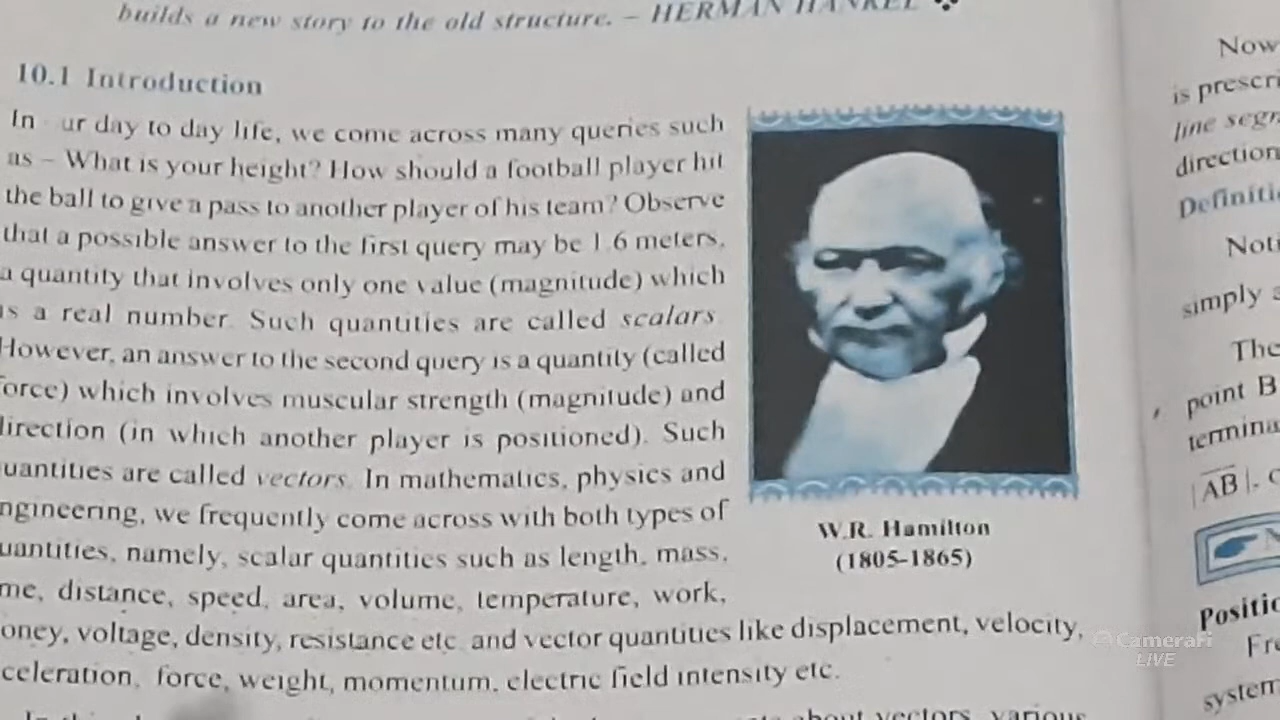 builds a new story to the old structure. – HERMAN HANKEL ❖
10.1 Introduction
In ur day to day life, we come across many queries such
as – What is your height? How should a football player hit
the ball to give a pass to another player of his team? Observe
that a possible answer to the first query may be 1.6 meters,
a quantity that involves only one value (magnitude) which
is a real number. Such quantities are called scalars.
However, an answer to the second query is a quantity (called
force) which involves muscular strength (magnitude) and
direction (in which another player is positioned). Such
uantities are called vectors. In mathematics, physics and
ngineering, we frequently come across with both types of
uantities, namely, scalar quantities such as length, mass,
me, distance, speed, area, volume, temperature, work,
oney, voltage, density, resistance etc. and vector quantities like displacement, velocity,
celeration, force, weight, momentum, electric field intensity etc.
about vectors, various
W.R. Hamilton
(1805-1865)
Now
is prescri
line segm
direction
Definiti
Noti
simply a
The
point B
termina
|AB|, o
Positio
Fro
system
CameraFi
LIVE